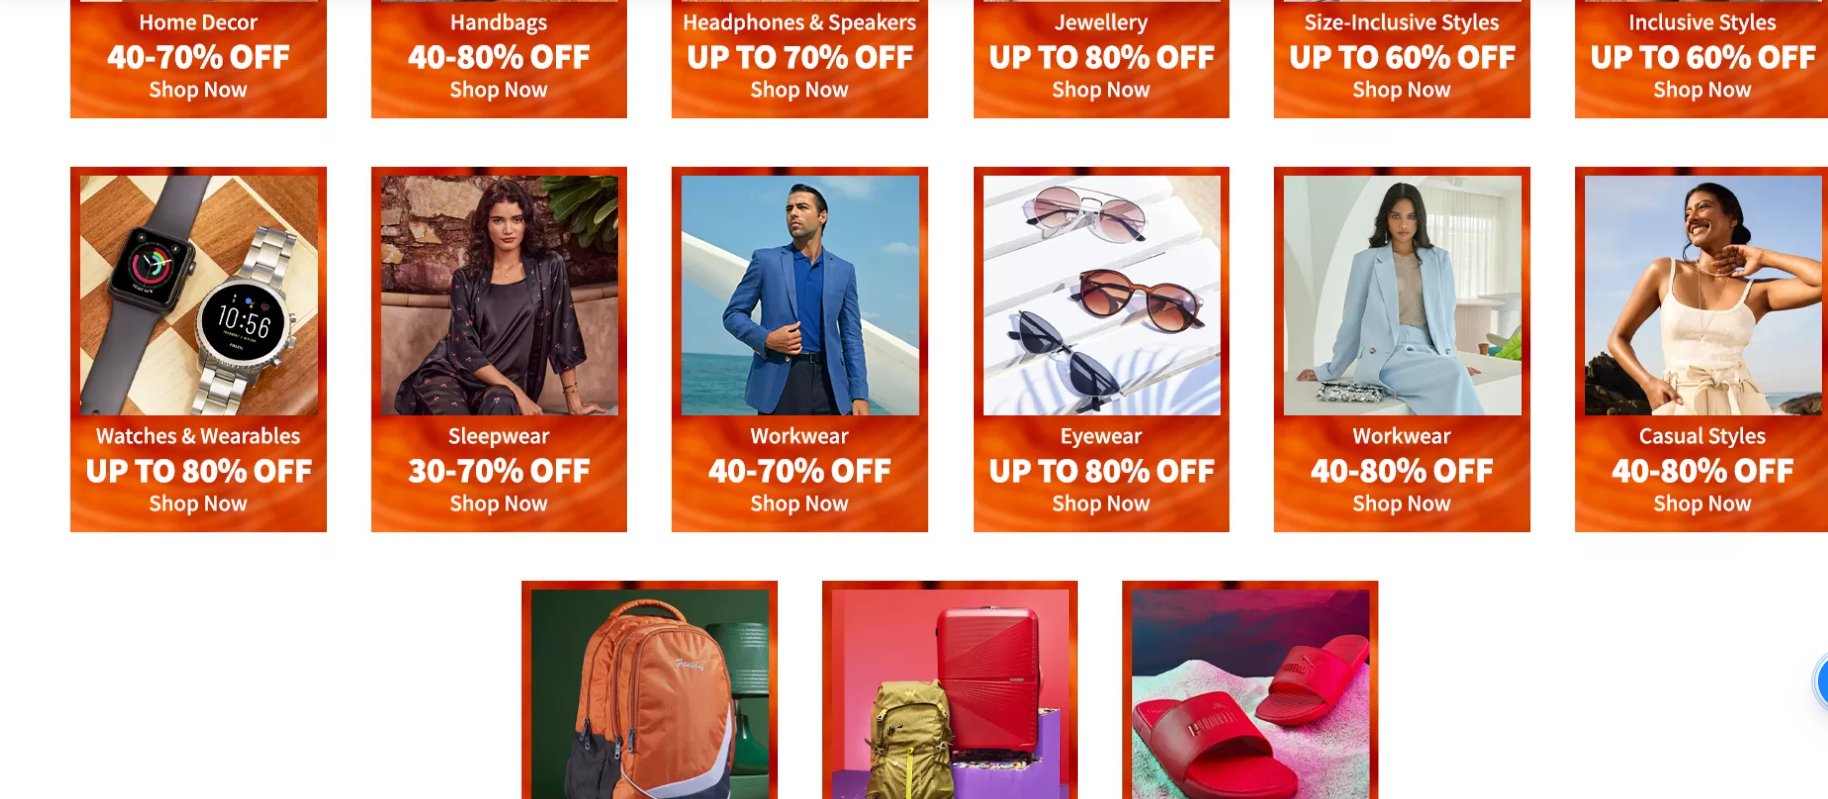 Home Decor
40-70% OFF
Shop Now
Handbags
40-80% OFF
Shop Now
Headphones & Speakers
UP TO 70% OFF
Shop Now
Jewellery
UP TO 80% OFF
Shop Now
Size-Inclusive Styles
UP TO 60% OFF
Shop Now
Inclusive Styles
UP TO 60% OFF
Shop Now
10:56
Watches & Wearables
UP TO 80% OFF
Shop Now
Sleepwear
30-70% OFF
Shop Now
Workwear
40-70% OFF
Shop Now
Eyewear
UP TO 80% OFF
Shop Now
Workwear
40-80% OFF
Shop Now
Casual Styles
40-80% OFF
Shop Now
PUMA